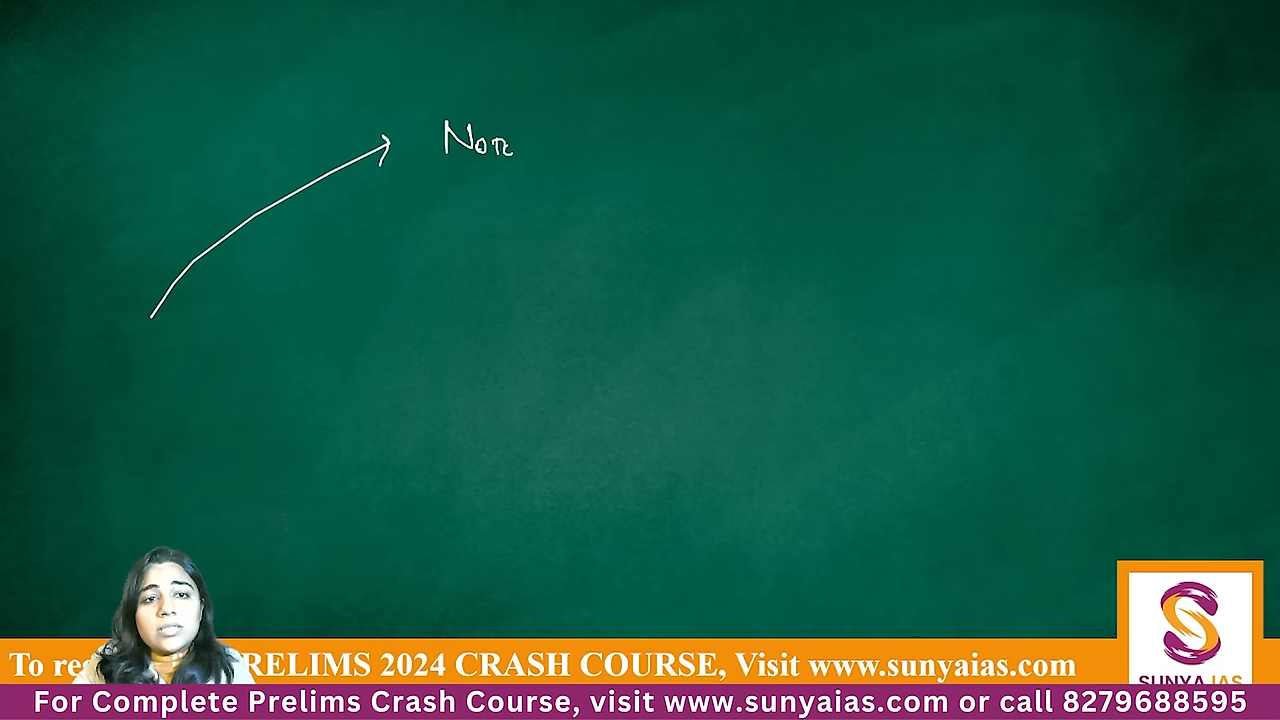 Nor
To re RELIMS 2024 CRASH COURSE, Visit www.sunyaias.com
SUNYA IAS
For Complete Prelims Crash Course, visit www.sunyaias.com or call 8279688595